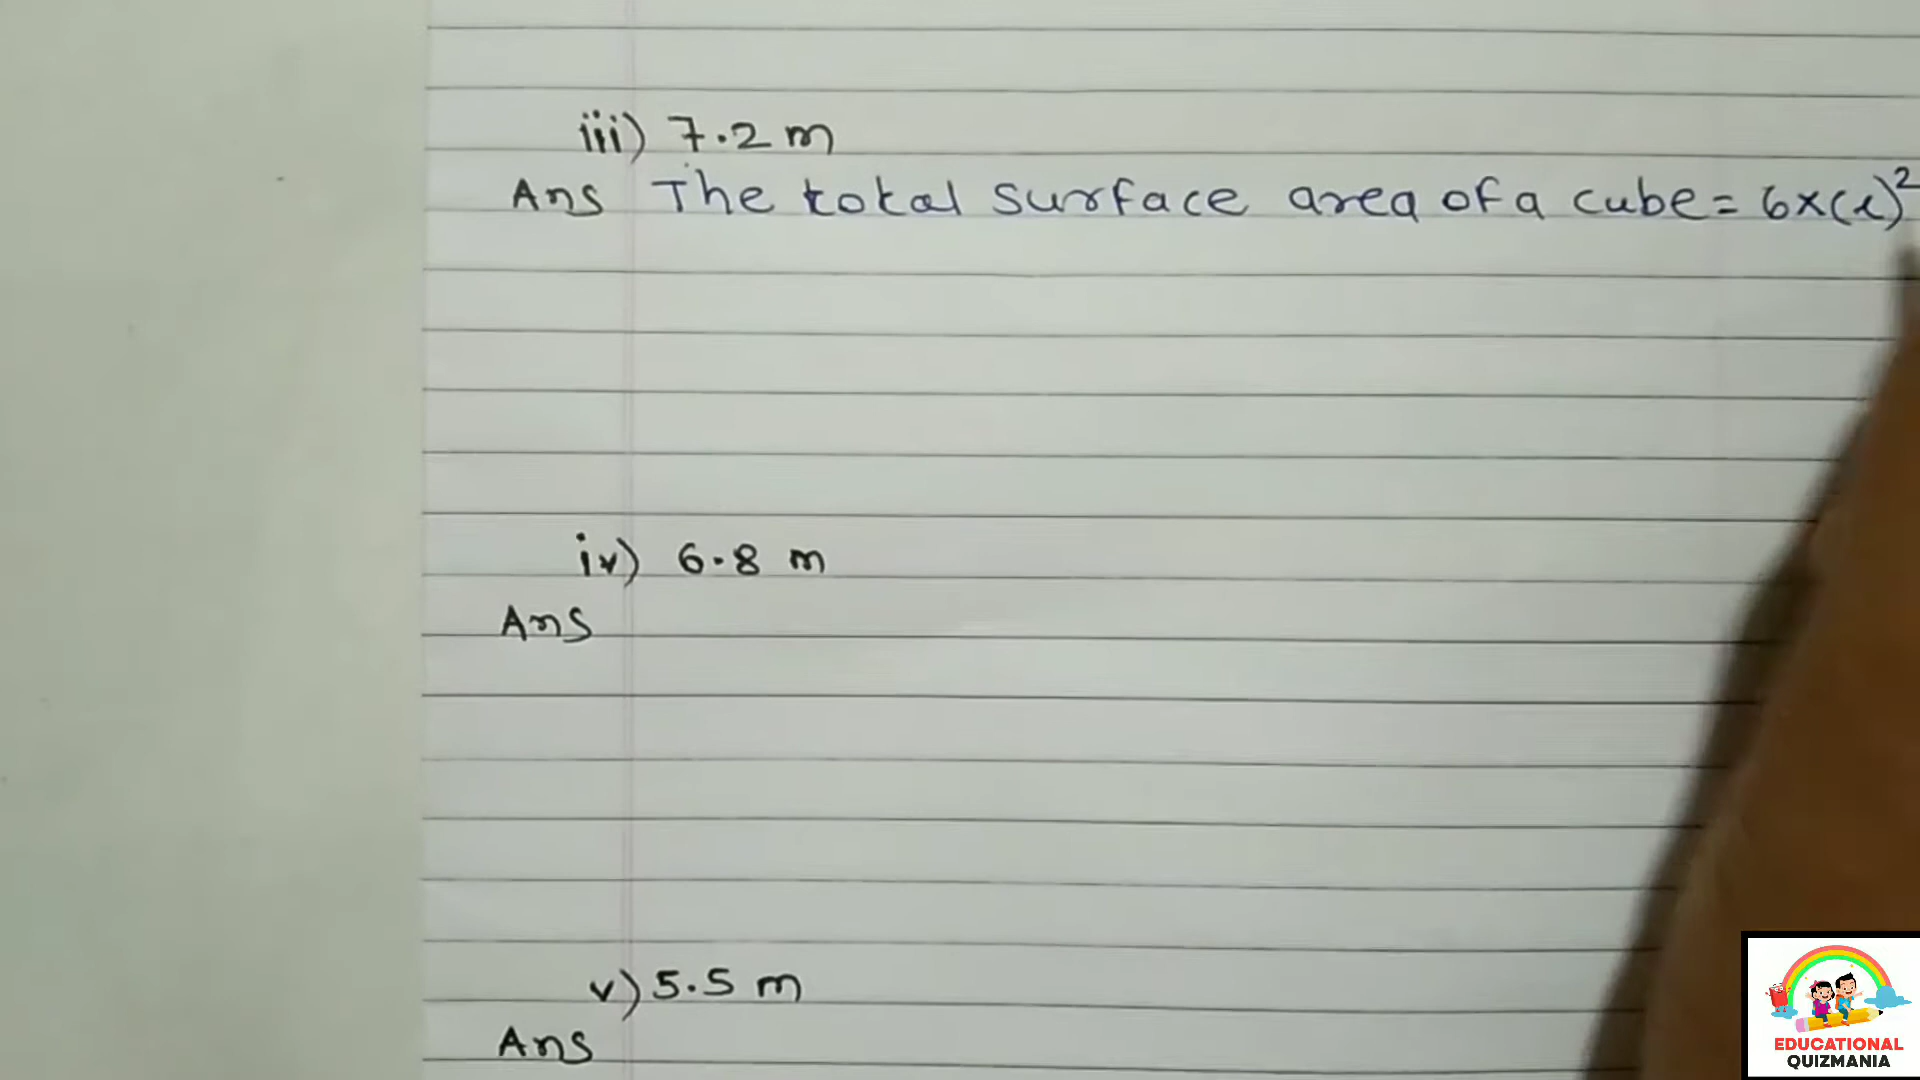 iii) 7.2 m
Ans The total surface area of a cube = 6×(l)²
iv) 6.8 m
Ans
v) 5.5 m
Ans
EDUCATIONAL
QUIZMANIA